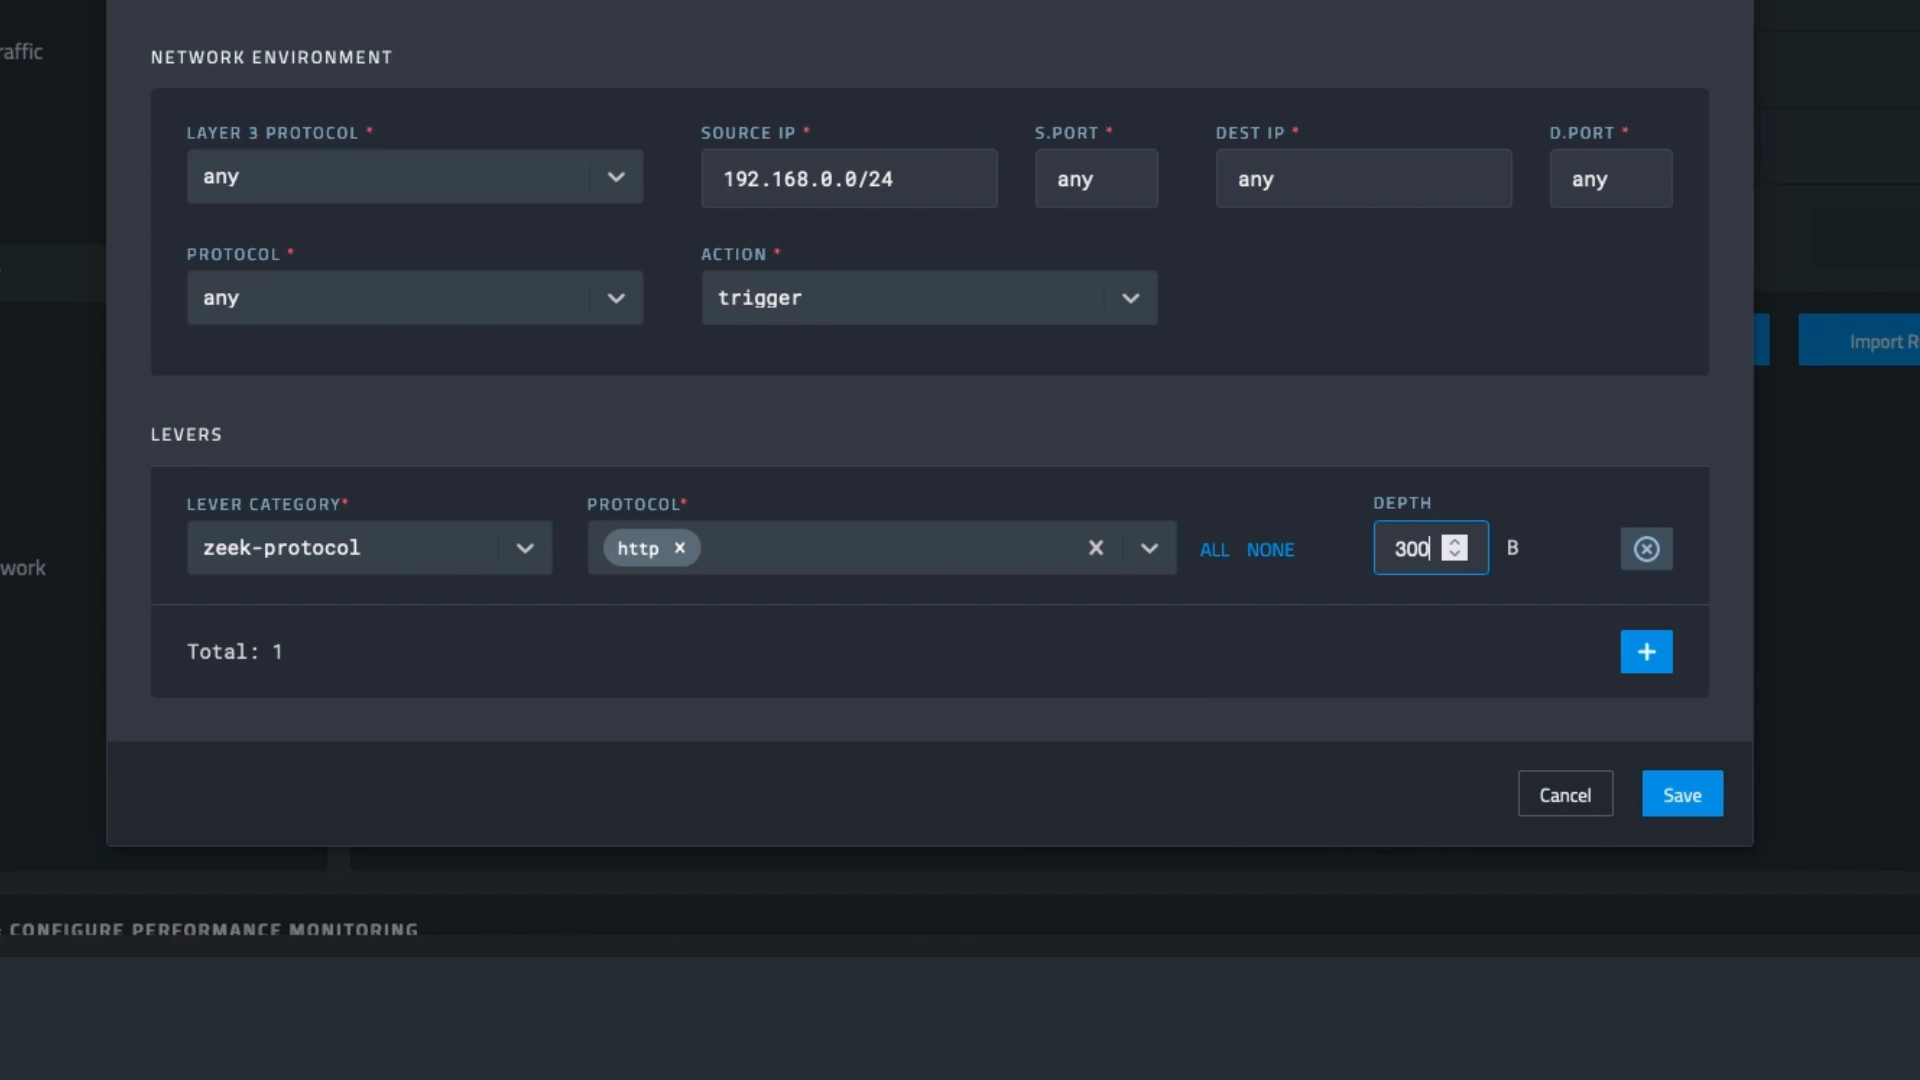 raffic
NETWORK ENVIRONMENT
LAYER 3 PROTOCOL * SOURCE IP * S.PORT * DEST IP * D.PORT *
any 192.168.0.0/24 any any any
PROTOCOL * ACTION *
any trigger
Import R
LEVERS
LEVER CATEGORY* PROTOCOL* DEPTH
zeek-protocol http × ALL NONE 300 B
work
Total: 1
+
Cancel Save
CONFIGURE PERFORMANCE MONITORING